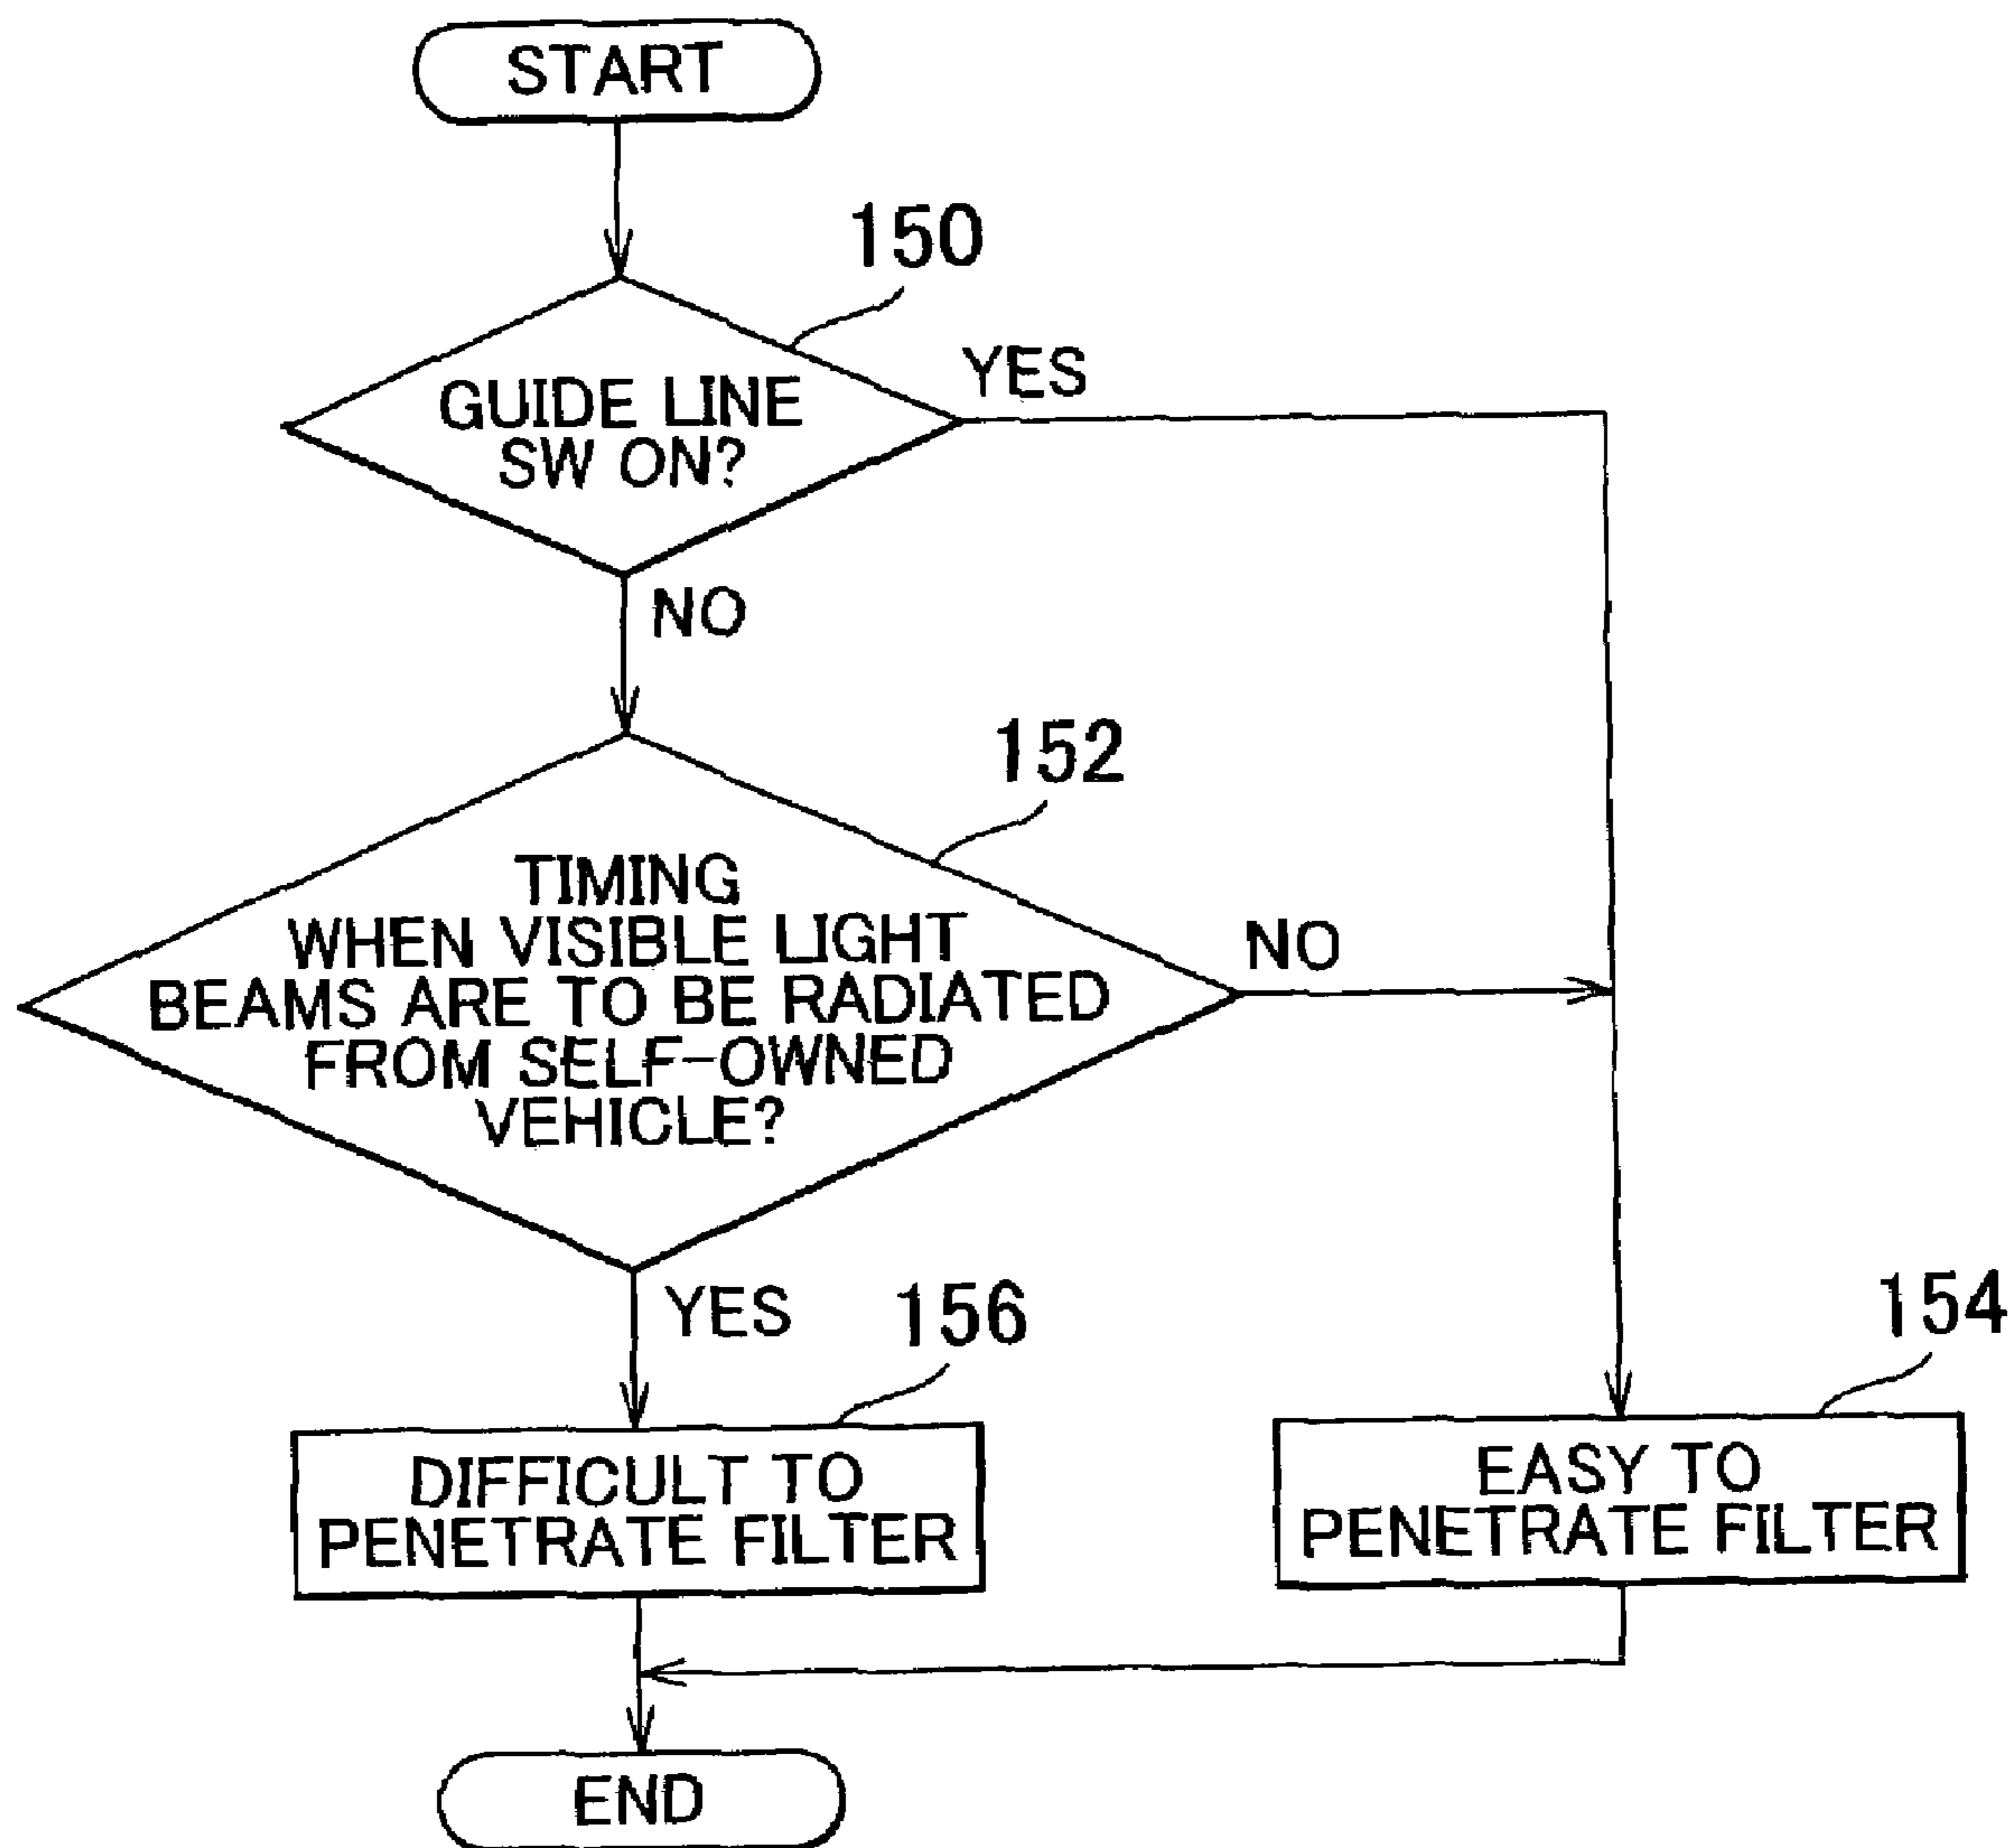 START
150
GUIDE LINE
SW ON?
YES
NO
152
TIMING
WHEN VISIBLE LIGHT
BEAMS ARE TO BE RADIATED
FROM SELF-OWNED
VEHICLE?
NO
YES
156
154
DIFFICULT TO
PENETRATE FILTER
EASY TO
PENETRATE FILTER
END